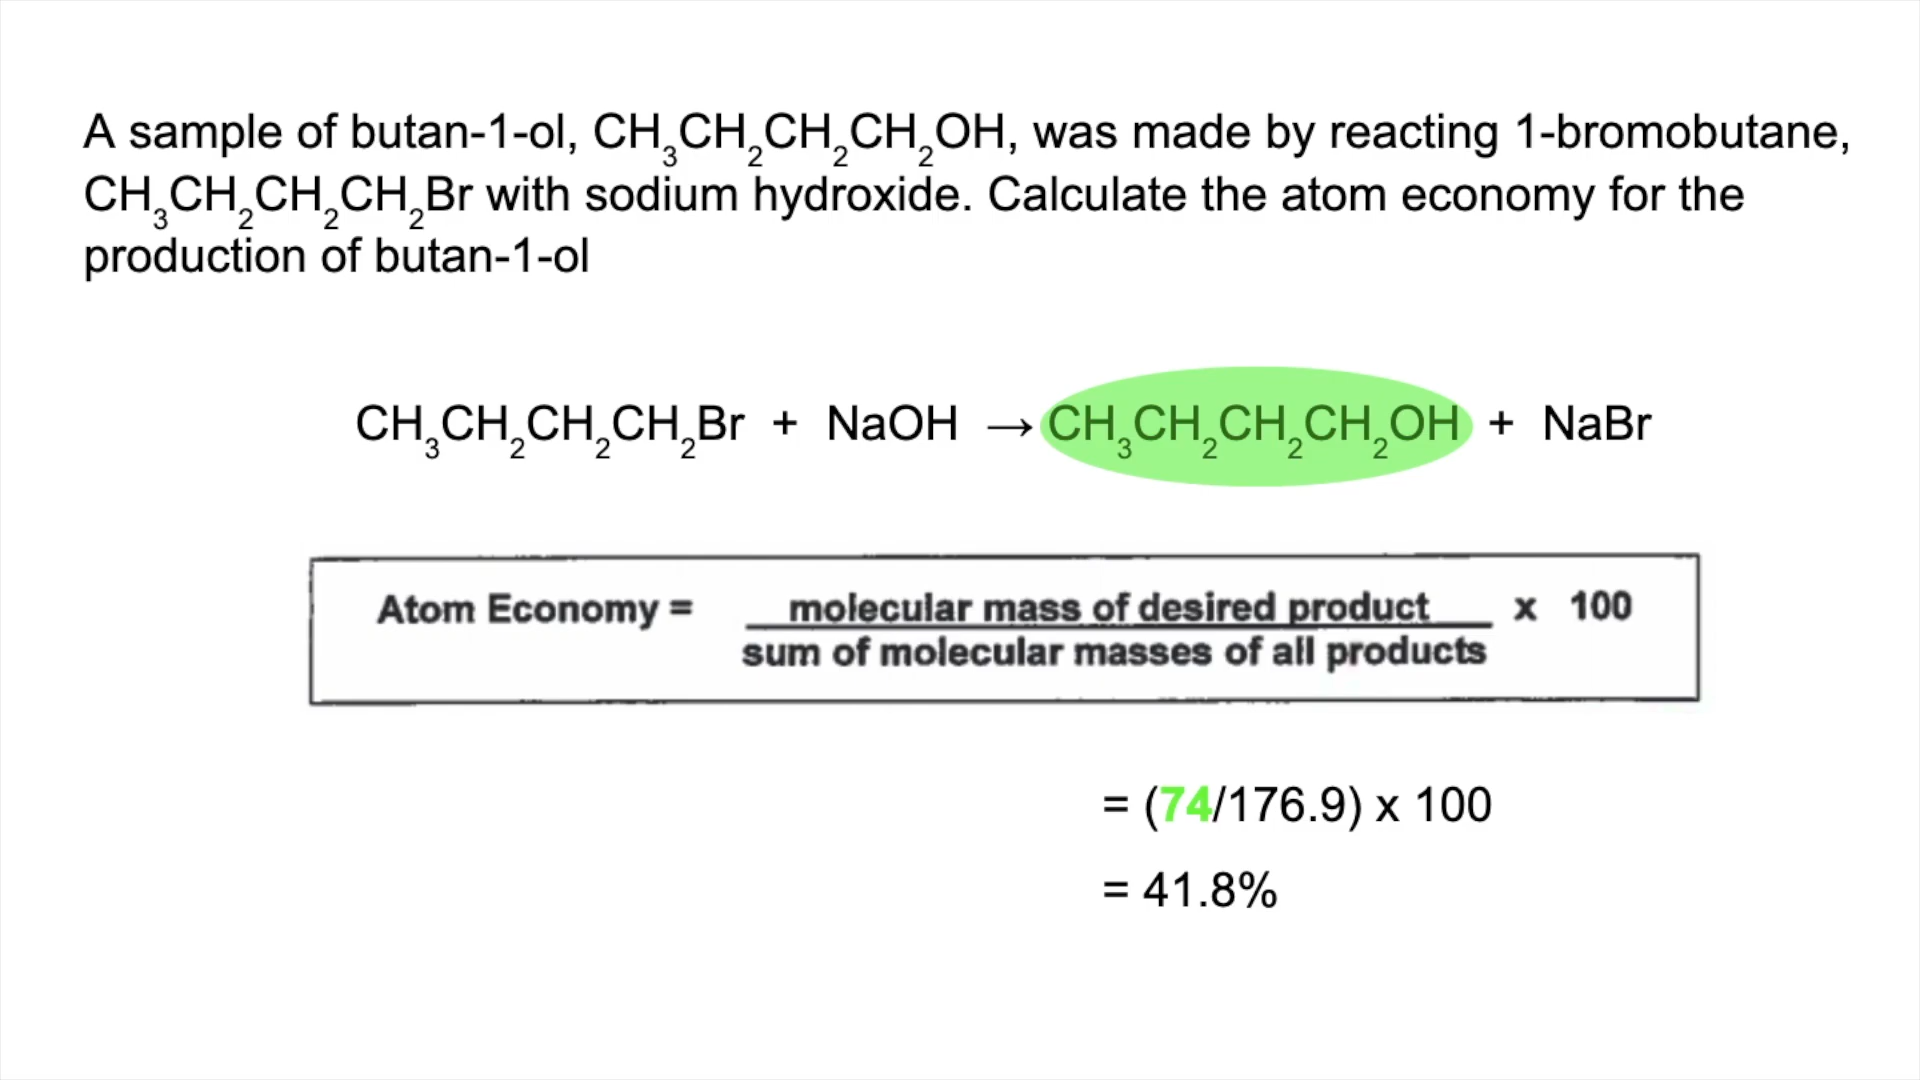 A sample of butan-1-ol, CH₃CH₂CH₂CH₂OH, was made by reacting 1-bromobutane,
CH₃CH₂CH₂CH₂Br with sodium hydroxide. Calculate the atom economy for the
production of butan-1-ol
CH₃CH₂CH₂CH₂Br + NaOH → CH₃CH₂CH₂CH₂OH + NaBr
Atom Economy = molecular mass of desired product x 100
sum of molecular masses of all products
= (74/176.9) x 100
= 41.8%